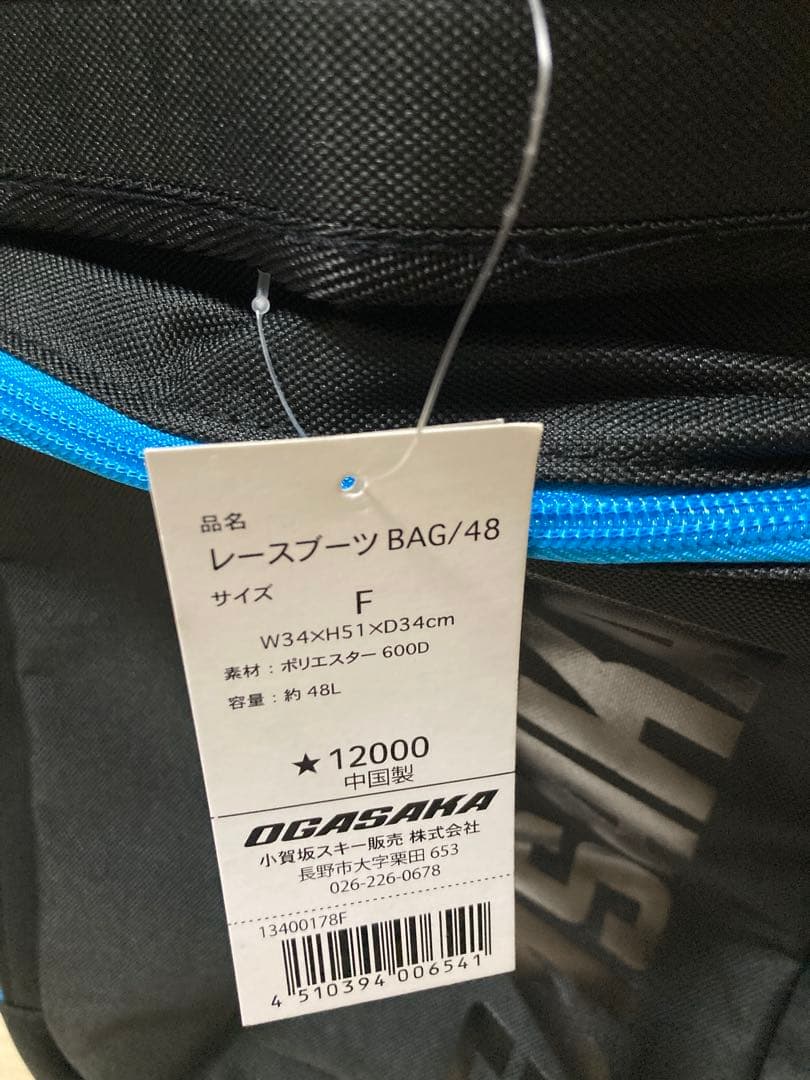 品名
レースブーツ BAG/48
サイズ
F
W34×H51×D34cm
素材：ポリエステル 600D
容量：約 48L
★12000
中国製
OGASAKA
小賀坂スキー販売 株式会社
長野市大字栗田 653
026-226-0678
13400178F
4 510394 006541